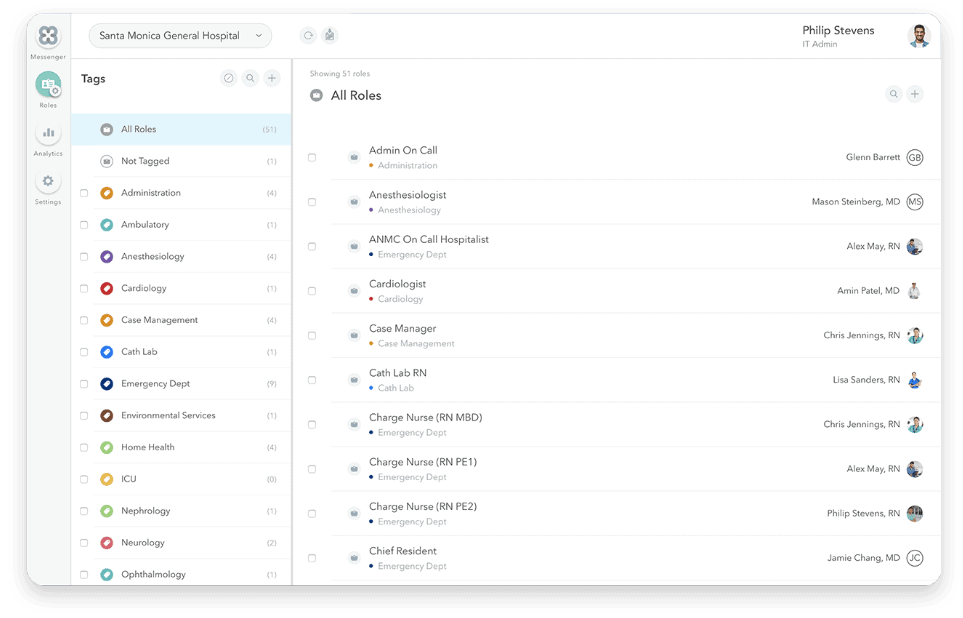 Santa Monica General Hospital
Philip Stevens
IT Admin
Messenger
Roles
Analytics
Settings
Tags
All Roles (51)
Not Tagged (1)
Administration (4)
Ambulatory (1)
Anesthesiology (4)
Cardiology (1)
Case Management (4)
Cath Lab (1)
Emergency Dept (9)
Environmental Services (1)
Home Health (4)
ICU (0)
Nephrology (1)
Neurology (2)
Ophthalmology (1)
Showing 51 roles
All Roles
Admin On Call
Administration
Glenn Barrett GB
Anesthesiologist
Anesthesiology
Mason Steinberg, MD MS
ANMC On Call Hospitalist
Emergency Dept
Alex May, RN
Cardiologist
Cardiology
Amin Patel, MD
Case Manager
Case Management
Chris Jennings, RN
Cath Lab RN
Cath Lab
Lisa Sanders, RN
Charge Nurse (RN MBD)
Emergency Dept
Chris Jennings, RN
Charge Nurse (RN PE1)
Emergency Dept
Alex May, RN
Charge Nurse (RN PE2)
Emergency Dept
Philip Stevens, RN
Chief Resident
Emergency Dept
Jamie Chang, MD JC